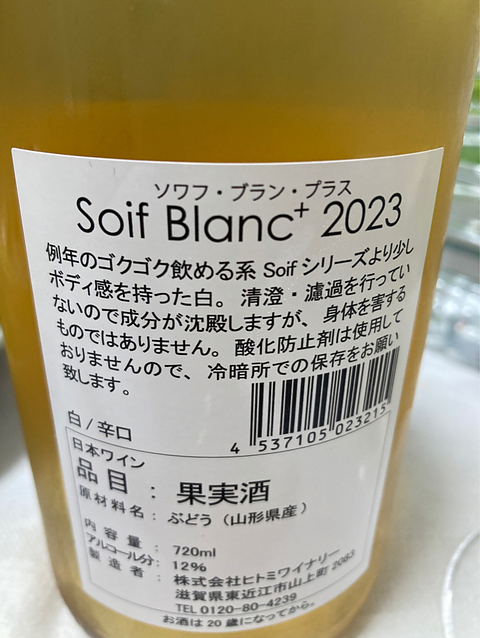 ソワフ・ブラン・プラス
Soif Blanc+ 2023
例年のゴクゴク飲める系 Soif シリーズより少し
ボディ感を持った白。清澄・濾過を行ってい
ないので成分が沈殿しますが、身体を害する
ものではありません。酸化防止剤は使用して
おりませんので、冷暗所での保存をお願い
致します。
白/辛口
4 537105 023215
日本ワイン
品目：果実酒
原材料名：ぶどう（山形県産）
内容量：720ml
アルコール分：12%
製造者：株式会社ヒトミワイナリー
滋賀県東近江市山上町2083
TEL 0120-80-4239
お酒は20歳になってから。